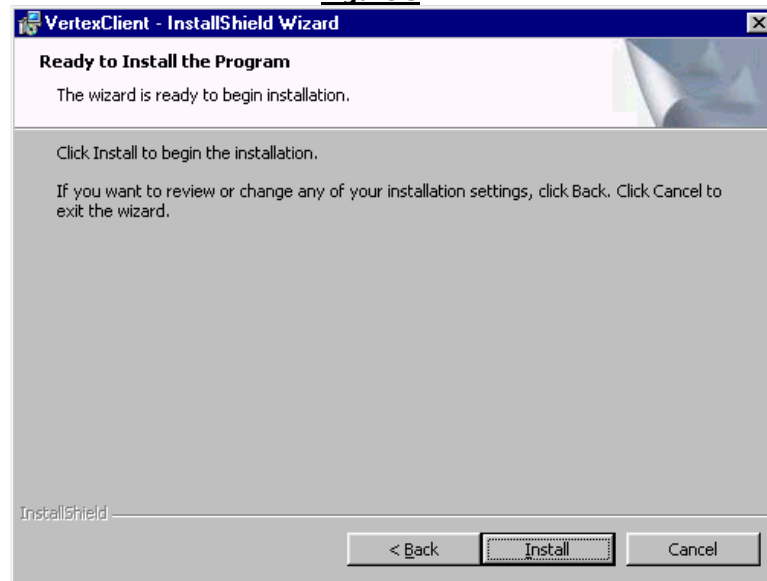 VertexClient - InstallShield Wizard
Ready to Install the Program
The wizard is ready to begin installation.
Click Install to begin the installation.
If you want to review or change any of your installation settings, click Back. Click Cancel to
exit the wizard.
InstallShield
< Back Install Cancel